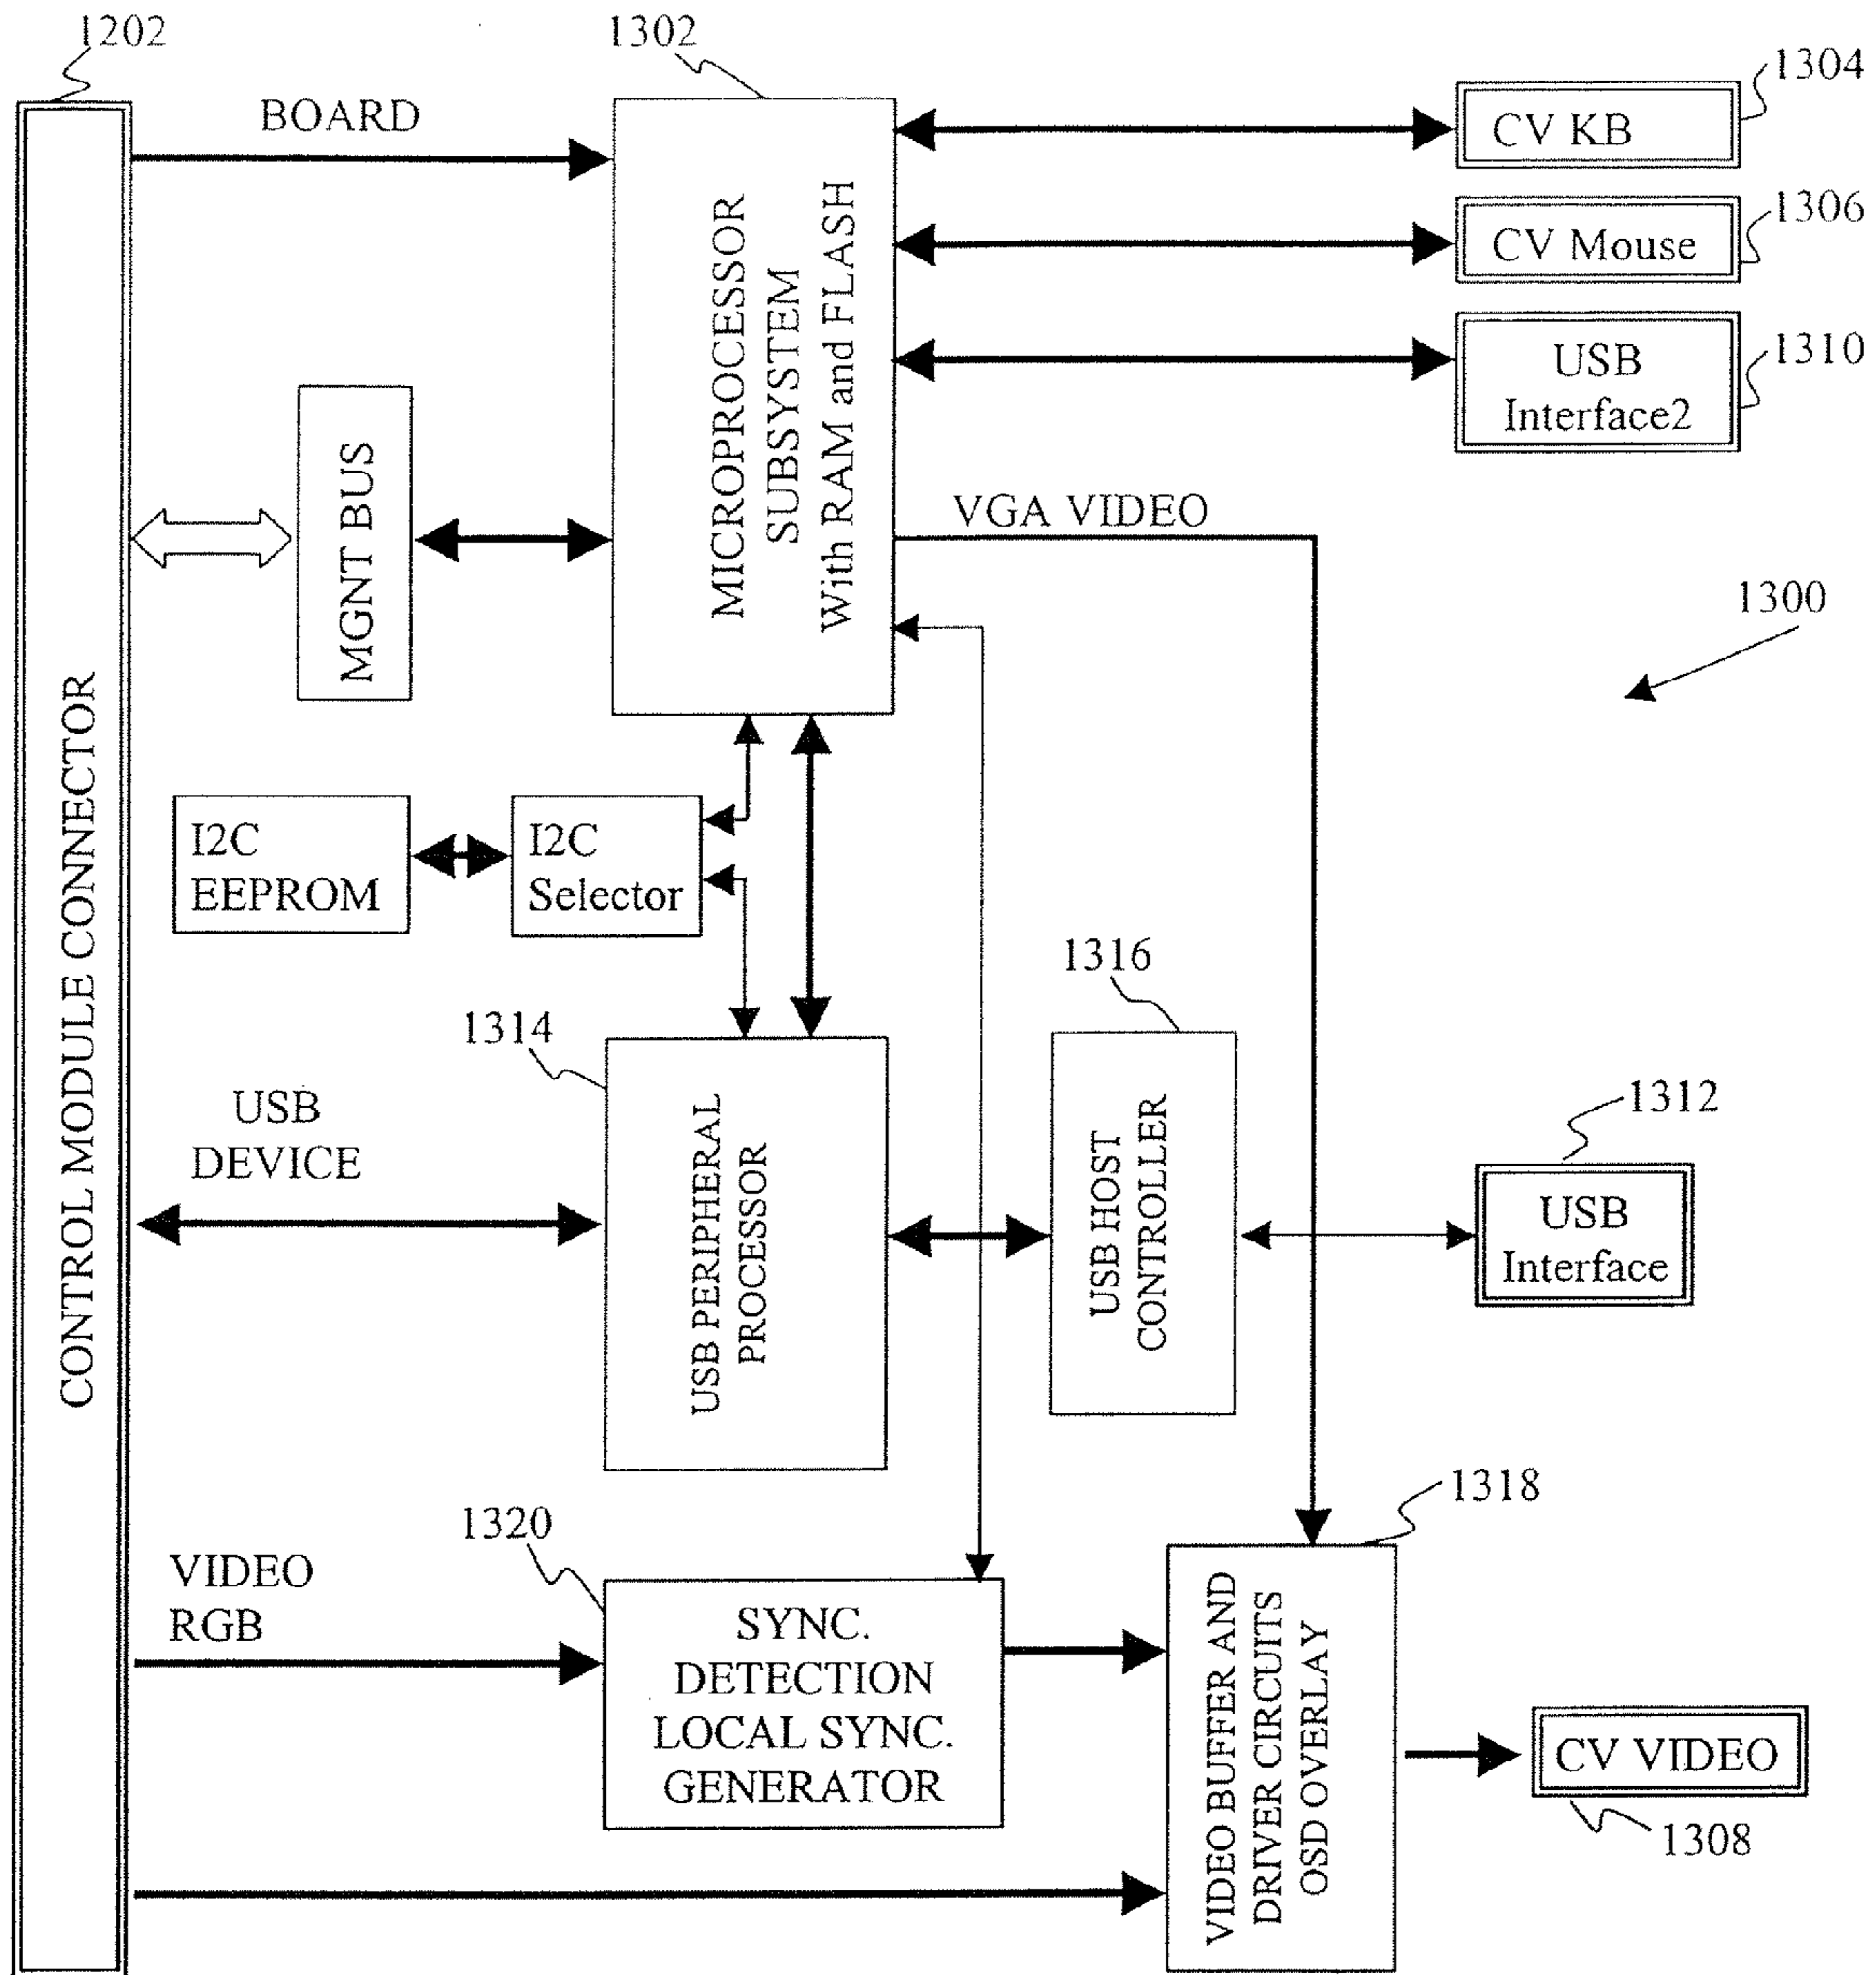 1202
1302
1304
BOARD
CV KB
1306
CV Mouse
MICROPROCESSOR
SUBSYSTEM
With RAM and FLASH
USB
Interface2
1310
MGNT BUS
VGA VIDEO
1300
CONTROL MODULE CONNECTOR
I2C
EEPROM
I2C
Selector
1316
1314
USB
DEVICE
USB PERIPHERAL
PROCESSOR
USB HOST
CONTROLLER
1312
USB
Interface
1318
1320
VIDEO
RGB
SYNC.
DETECTION
LOCAL SYNC.
GENERATOR
VIDEO BUFFER AND
DRIVER CIRCUITS
OSD OVERLAY
CV VIDEO
1308